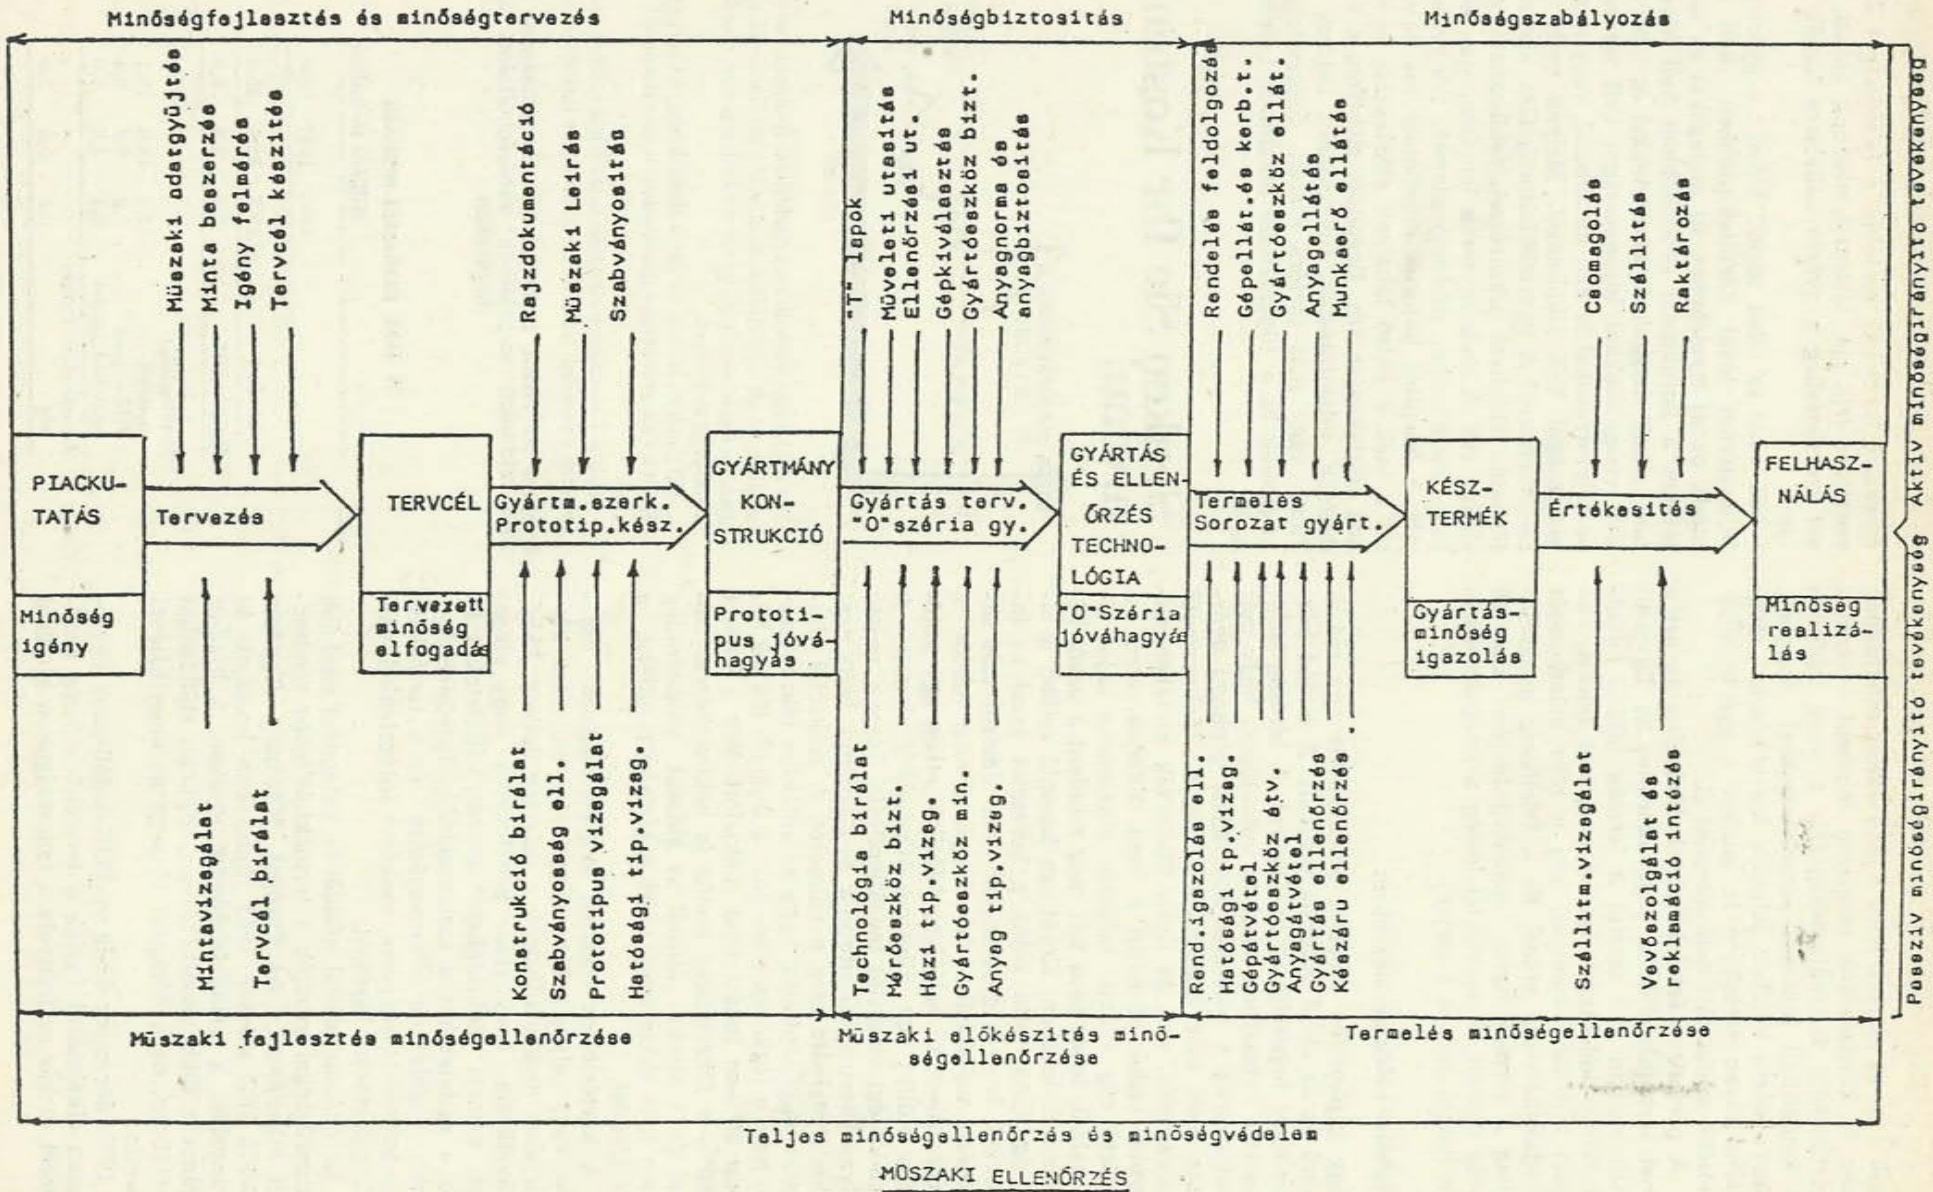 Minőségfejlesztés és minőségtervezés
Minőségbiztositás
Minőségszabályozás
Müszaki adatgyüjtés
Minta beszerzés
Igény felmérés
Tervcél készités
Rajzdokumentáció
Müszaki Leirás
Szabványositás
"T" lapok
Müveleti utasitás
Ellenőrzési ut.
Gépkiválasztás
Gyártóeszköz bizt.
Anyagnorma és
anyagbiztositás
Rendelés feldolgozás
Gépellát.és karb.t.
Gyártóeszköz ellát.
Anyagellátás
Munkaerő ellátás
Csomagolás
Szállitás
Raktározás
PIACKU-
TATÁS
Minőség
igény
Tervezés
TERVCÉL
Tervezett
minőség
elfogadás
Gyártm.szerk.
Prototip.kész.
GYÁRTMÁNY
KON-
STRUKCIÓ
Prototi-
pus jóvá-
hagyás
Gyártás terv.
"O"széria gy.
GYÁRTÁS
ÉS ELLEN-
ŐRZÉS
TECHNO-
LÓGIA
"O"Széria
jóváhagyás
Termelés
Sorozat gyárt.
KÉSZ-
TERMÉK
Gyártás-
minőség
igazolás
Értékesités
FELHASZ-
NÁLÁS
Minőség
realizá-
lás
Mintavizsgálat
Tervcél birálat
Konstrukció birálat
Szabványosság ell.
Prototipus vizsgálat
Hatósági tip.vizsg.
Technológia birálat
Mérőeszköz bizt.
Házi tip.vizsg.
Gyártóeszköz min.
Anyag tip.vizsg.
Rend.igazolás ell.
Hatósági tp.vizsg.
Gépátvétel
Gyártóeszköz átv.
Anyagátvétel
Gyártás ellenőrzés
Készáru ellenőrzés .
Szállitm.vizsgálat
Vevőszolgálat és
reklamáció intézés
Aktiv minőségirányitó tevékenység
Passziv minőségirányitó tevékenység
Müszaki fejlesztés minőségellenőrzése
Müszaki előkészités minő-
ségellenőrzése
Termelés minőségellenőrzése
Teljes minőségellenőrzés és minőségvédelem
MÜSZAKI ELLENŐRZÉS